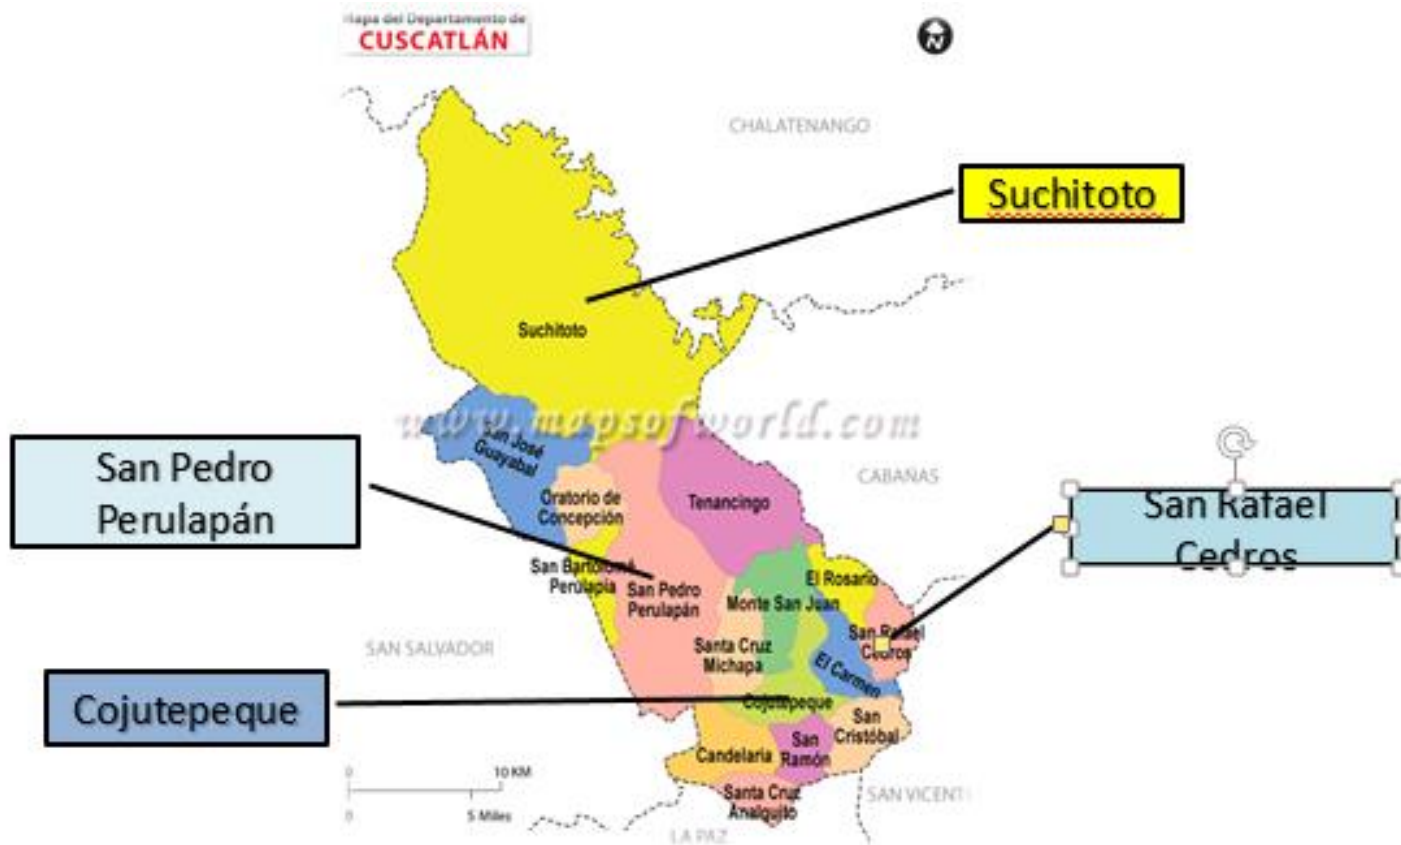 Mapa del Departamento de
CUSCATLÁN
N
CHALATENANGO
Suchitoto
Suchitoto
www.mapsofworld.com
San José
Guayabal
San Pedro
Perulapán
CABAÑAS
San Rafael
Cedros
Oratorio de
Concepción
Tenancingo
San Bartolomé
Perulapía
San Pedro
Perulapán
El Rosario
Monte San Juan
San Rafael
Cedros
SAN SALVADOR
Santa Cruz
Michapa
El Carmen
Cojutepeque
Cojutepeque
San
Cristóbal
Candelaria
San
Ramón
0 10 KM
0 5 Miles
Santa Cruz
Analquito
SAN VICENT
LA PAZ